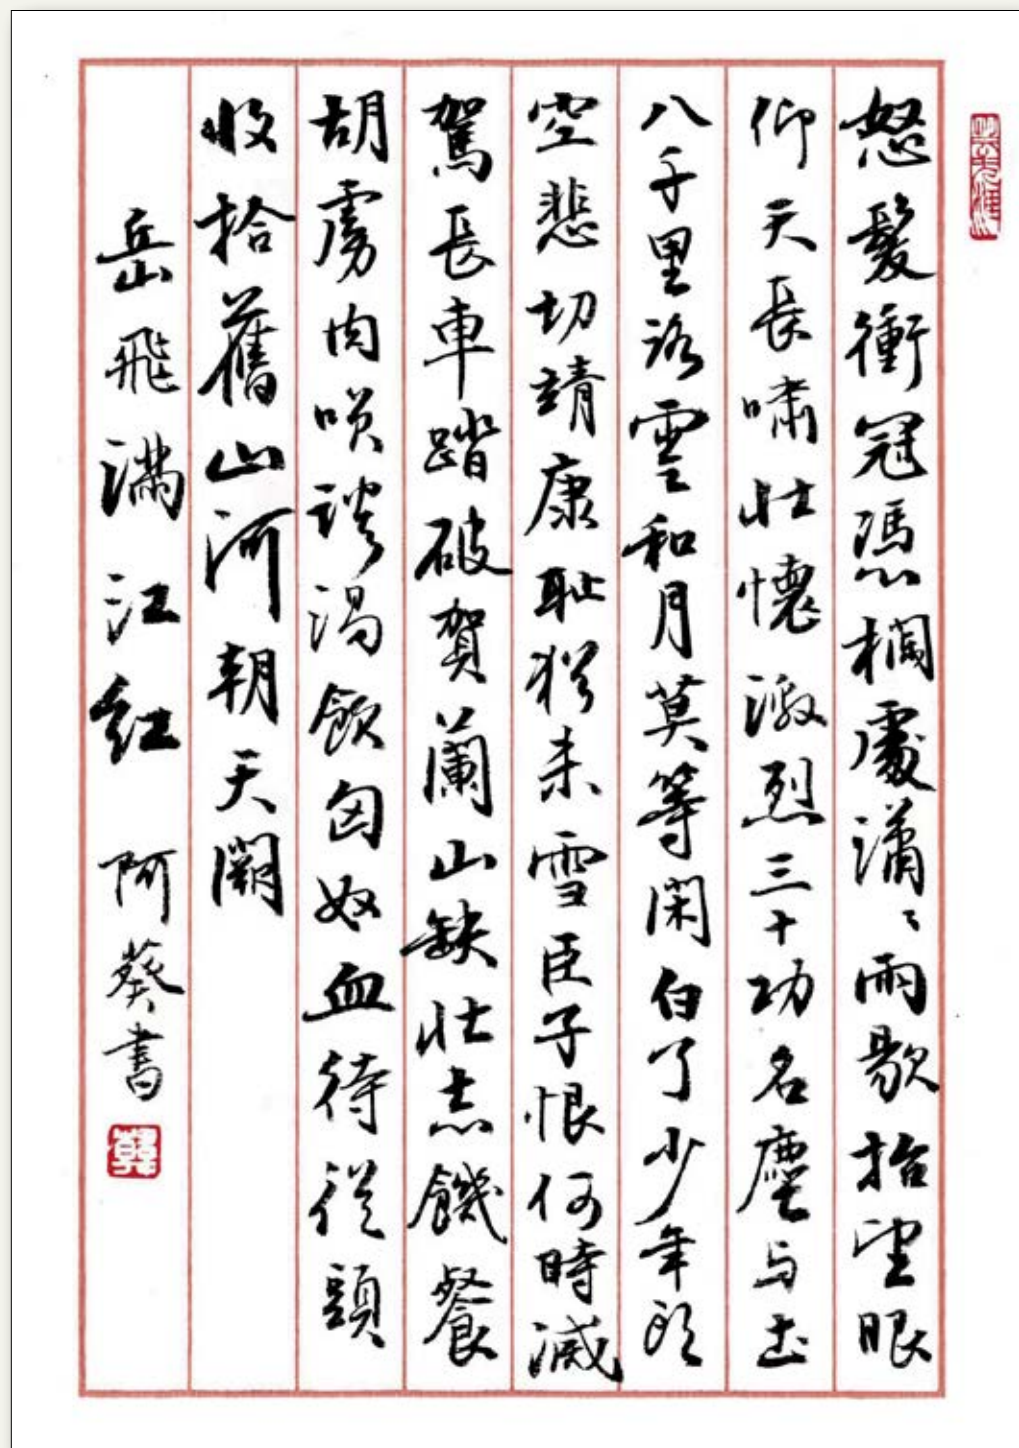 怒髮衝冠憑欄處瀟〻雨歇抬望眼
仰天長嘯壯懷激烈三十功名塵与土
八千里路雲和月莫等閑白了少年頭
空悲切靖康恥猶未雪臣子恨何時滅
駕長車踏破賀蘭山缺壯志饑餐
胡虜肉笑談渴飲匈奴血待從頭
收拾舊山河朝天闕
岳飛滿江紅 阿葵書